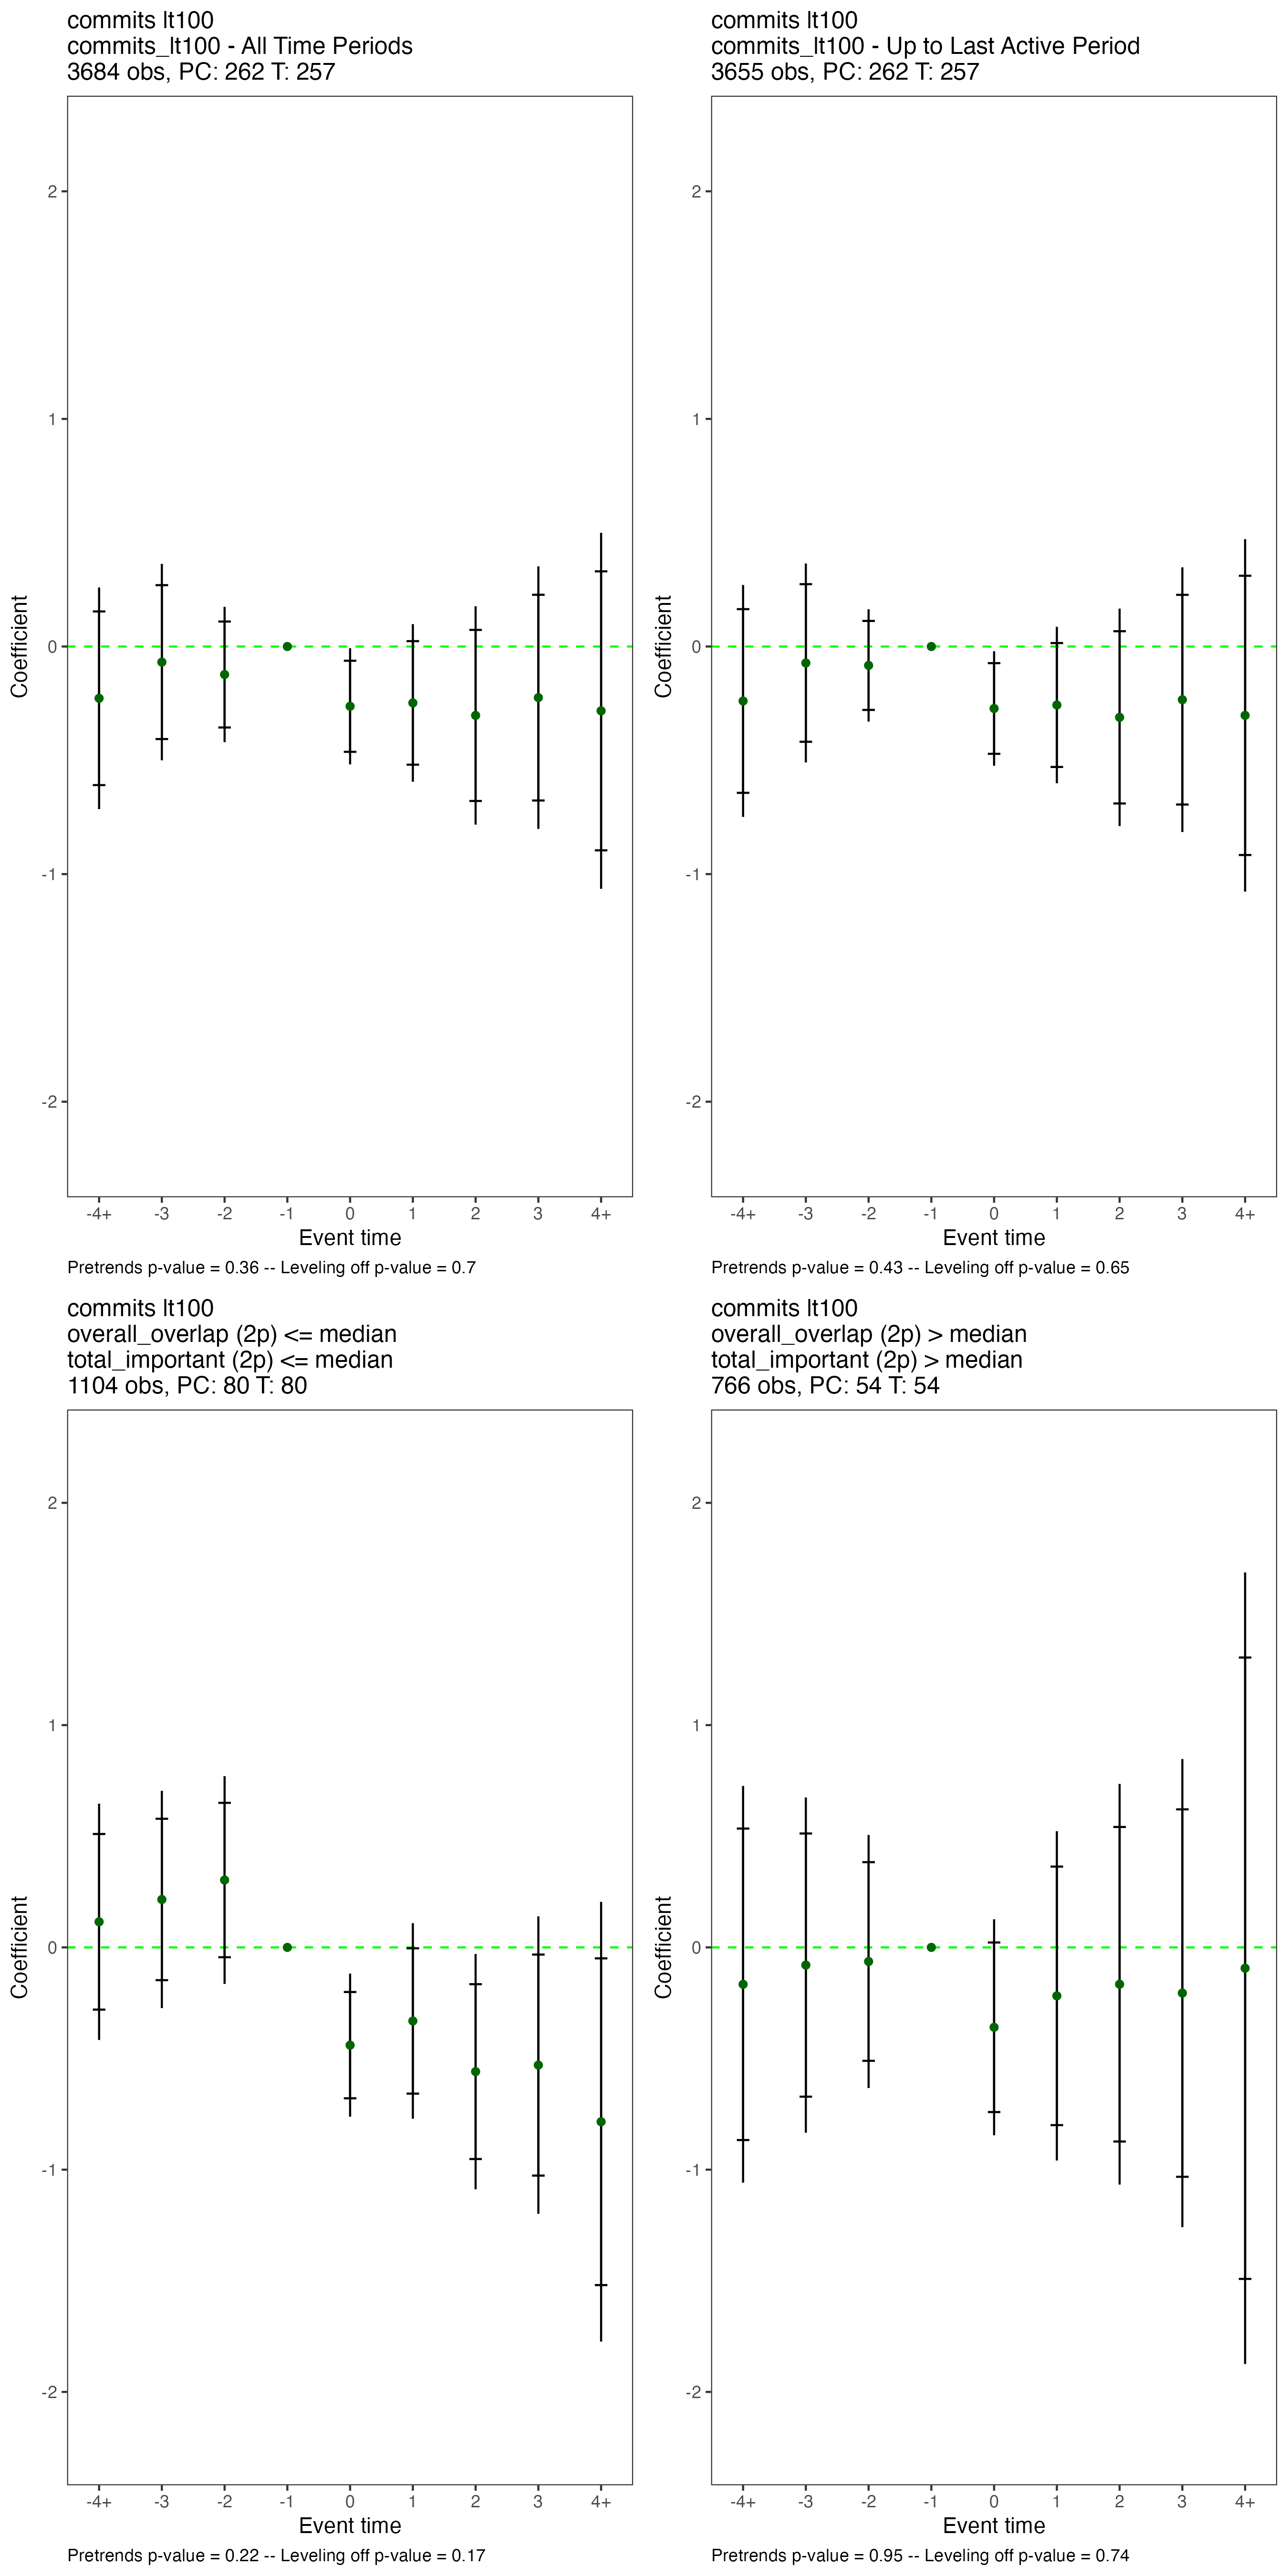 commits lt100
commits_lt100 - All Time Periods
3684 obs, PC: 262 T: 257
2
1
0
-1
-2
Coefficient
-4+ -3 -2 -1 0 1 2 3 4+
Event time
Pretrends p-value = 0.36 -- Leveling off p-value = 0.7
commits lt100
commits_lt100 - Up to Last Active Period
3655 obs, PC: 262 T: 257
2
1
0
-1
-2
Coefficient
-4+ -3 -2 -1 0 1 2 3 4+
Event time
Pretrends p-value = 0.43 -- Leveling off p-value = 0.65
commits lt100
overall_overlap (2p) <= median
total_important (2p) <= median
1104 obs, PC: 80 T: 80
2
1
0
-1
-2
Coefficient
-4+ -3 -2 -1 0 1 2 3 4+
Event time
Pretrends p-value = 0.22 -- Leveling off p-value = 0.17
commits lt100
overall_overlap (2p) > median
total_important (2p) > median
766 obs, PC: 54 T: 54
2
1
0
-1
-2
Coefficient
-4+ -3 -2 -1 0 1 2 3 4+
Event time
Pretrends p-value = 0.95 -- Leveling off p-value = 0.74